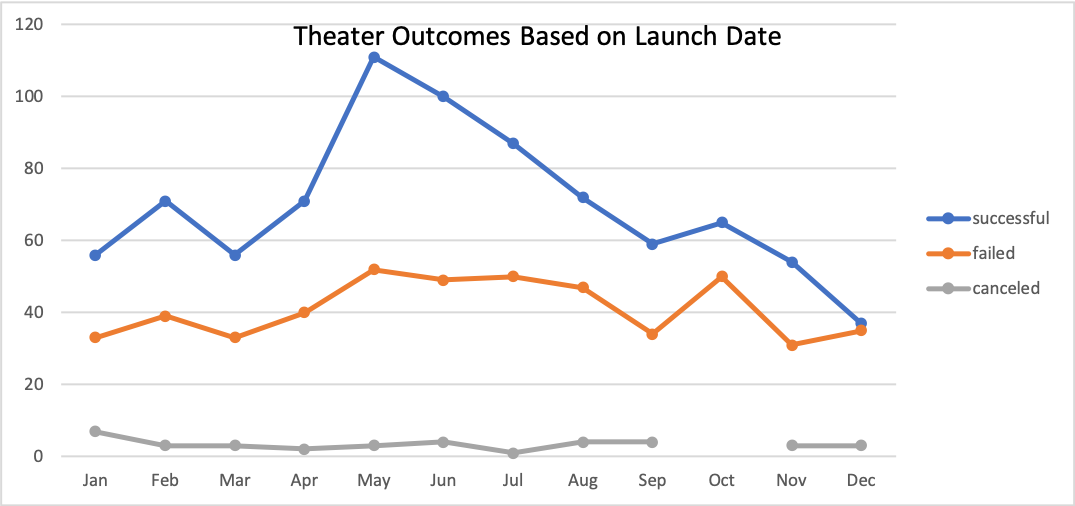 Theater Outcomes Based on Launch Date
120
100
80
60
40
20
0
Jan Feb Mar Apr May Jun Jul Aug Sep Oct Nov Dec
successful
failed
canceled